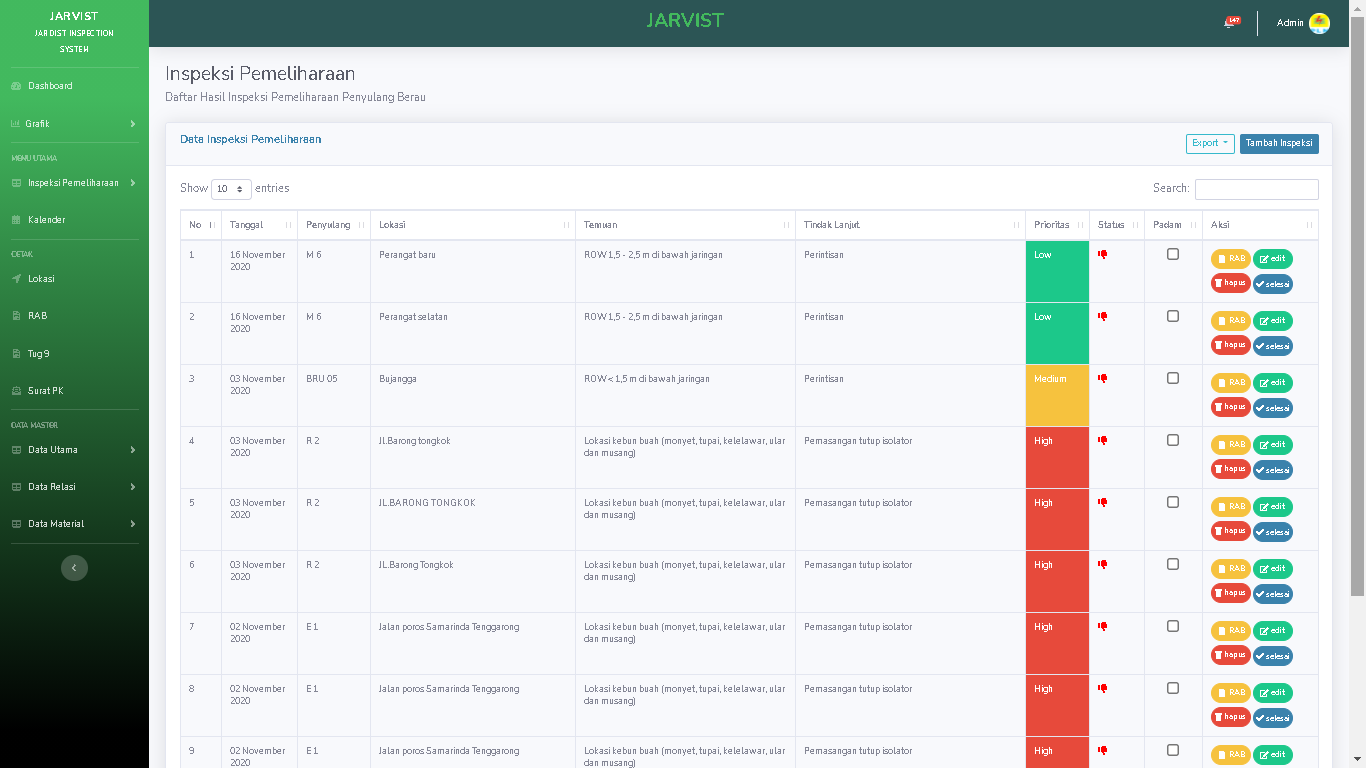 JARVIST
JARDIST INSPECTION
SYSTEM
Dashboard
Grafik
MENU UTAMA
Inspeksi Pemeliharaan
Kalender
DETAIL
Lokasi
RAB
Tug 9
Surat PK
DATA MASTER
Data Utama
Data Relasi
Data Material
JARVIST
147
Admin
Inspeksi Pemeliharaan
Daftar Hasil Inspeksi Pemeliharaan Penyulang Berau
Data Inspeksi Pemeliharaan
Export
Tambah Inspeksi
Show 10 entries
Search:
No Tanggal Penyulang Lokasi Temuan Tindak Lanjut Prioritas Status Padam Aksi
1 16 November M 6 Perangat baru ROW 1,5 - 2,5 m di bawah jaringan Perintisan Low RAB edit
2020
hapus selesai
2 16 November M 6 Perangat selatan ROW 1,5 - 2,5 m di bawah jaringan Perintisan Low RAB edit
2020
hapus selesai
3 03 November BRU 05 Bujangga ROW < 1,5 m di bawah jaringan Perintisan Medium RAB edit
2020
hapus selesai
4 03 November R 2 Jl.Barong tongkok Lokasi kebun buah (monyet, tupai, kelelawar, ular Pemasangan tutup isolator High RAB edit
2020 dan musang)
hapus selesai
5 03 November R 2 JL.BARONG TONGKOK Lokasi kebun buah (monyet, tupai, kelelawar, ular Pemasangan tutup isolator High RAB edit
2020 dan musang)
hapus selesai
6 03 November R 2 JL.Barong Tongkok Lokasi kebun buah (monyet, tupai, kelelawar, ular Pemasangan tutup isolator High RAB edit
2020 dan musang)
hapus selesai
7 02 November E 1 Jalan poros Samarinda Tenggarong Lokasi kebun buah (monyet, tupai, kelelawar, ular Pemasangan tutup isolator High RAB edit
2020 dan musang)
hapus selesai
8 02 November E 1 Jalan poros Samarinda Tenggarong Lokasi kebun buah (monyet, tupai, kelelawar, ular Pemasangan tutup isolator High RAB edit
2020 dan musang)
hapus selesai
9 02 November E 1 Jalan poros Samarinda Tenggarong Lokasi kebun buah (monyet, tupai, kelelawar, ular Pemasangan tutup isolator High RAB edit
2020 dan musang)